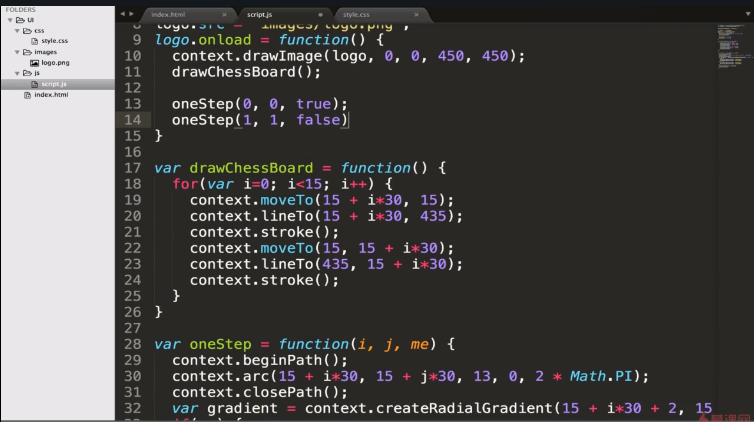 FOLDERS
UI
css
style.css
images
logo.png
js
script.js
index.html
index.html
script.js
style.css
8 logo.src = "images/logo.png";
9 logo.onload = function() {
10 context.drawImage(logo, 0, 0, 450, 450);
11 drawChessBoard();
12
13 oneStep(0, 0, true);
14 oneStep(1, 1, false)
15 }
16
17 var drawChessBoard = function() {
18 for(var i=0; i<15; i++) {
19 context.moveTo(15 + i*30, 15);
20 context.lineTo(15 + i*30, 435);
21 context.stroke();
22 context.moveTo(15, 15 + i*30);
23 context.lineTo(435, 15 + i*30);
24 context.stroke();
25 }
26 }
27
28 var oneStep = function(i, j, me) {
29 context.beginPath();
30 context.arc(15 + i*30, 15 + j*30, 13, 0, 2 * Math.PI);
31 context.closePath();
32 var gradient = context.createRadialGradient(15 + i*30 + 2, 15
慕课网